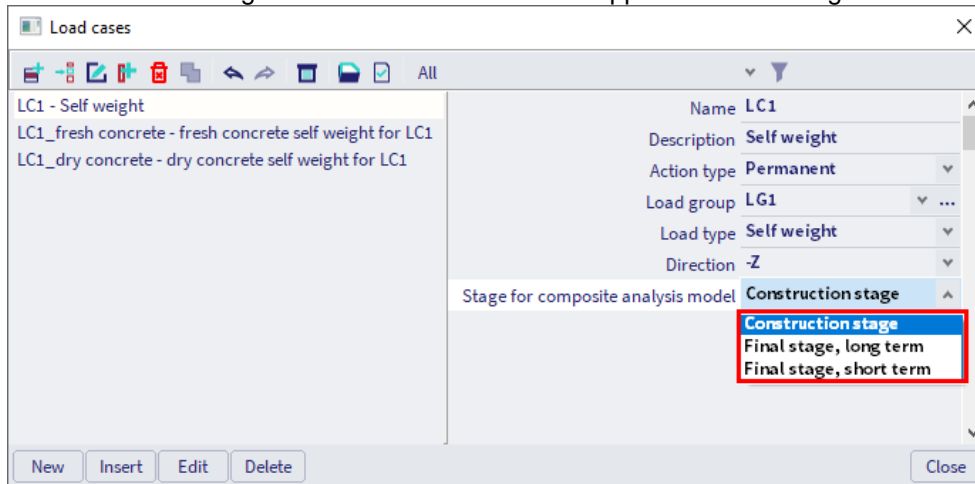 Load cases
All
LC1 - Self weight
LC1_fresh concrete - fresh concrete self weight for LC1
LC1_dry concrete - dry concrete self weight for LC1
Name LC1
Description Self weight
Action type Permanent
Load group LG1 ...
Load type Self weight
Direction -Z
Stage for composite analysis model Construction stage
Construction stage
Final stage, long term
Final stage, short term
New Insert Edit Delete Close